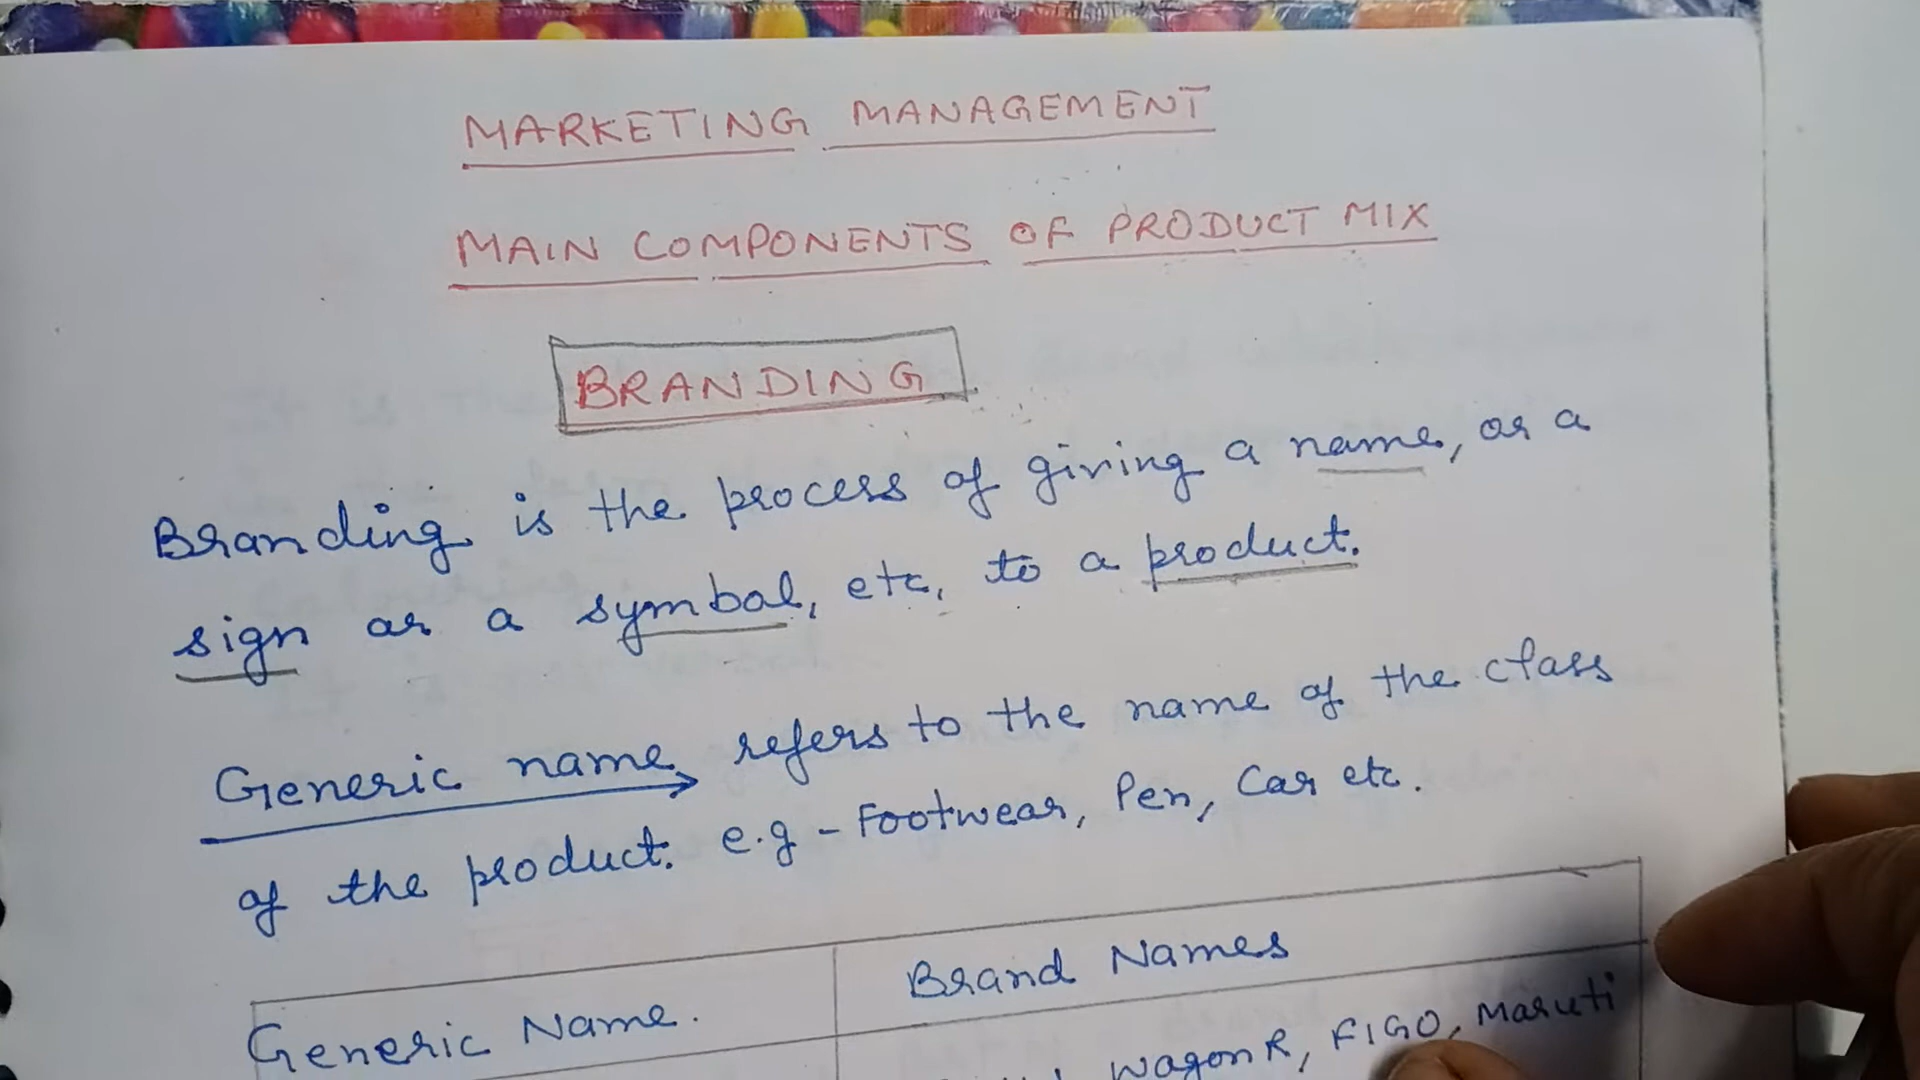 MARKETING MANAGEMENT
MAIN COMPONENTS OF PRODUCT MIX
BRANDING
Branding is the process of giving a name, or a
sign or a symbol, etc, to a product.
Generic name refers to the name of the class
of the product. e.g - Footwear, Pen, Car etc.
Generic Name. Brand Names
WagonR, FIGO, Maruti